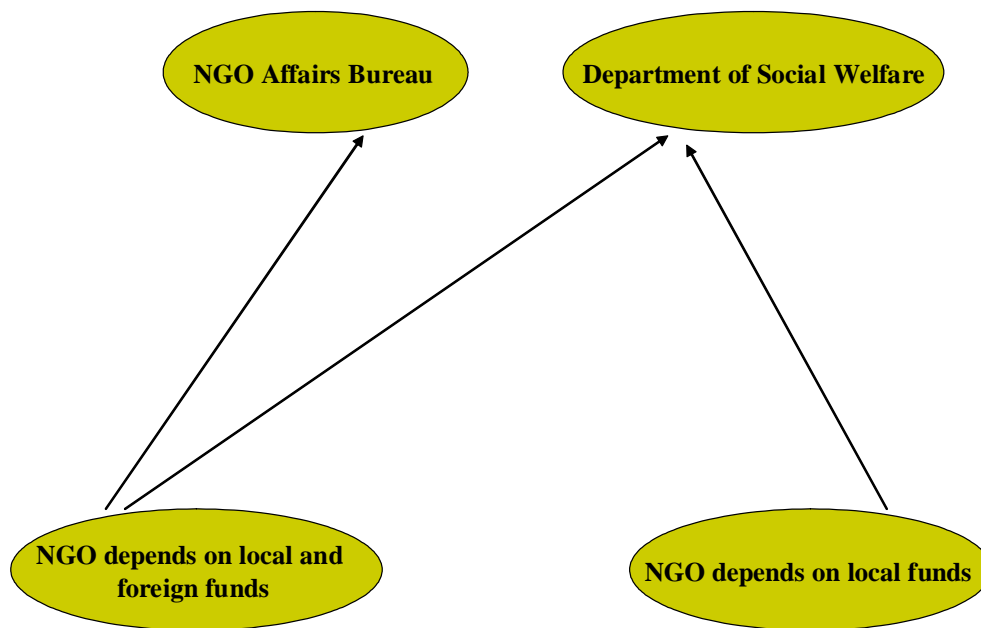 NGO Affairs Bureau
Department of Social Welfare
NGO depends on local and
foreign funds
NGO depends on local funds